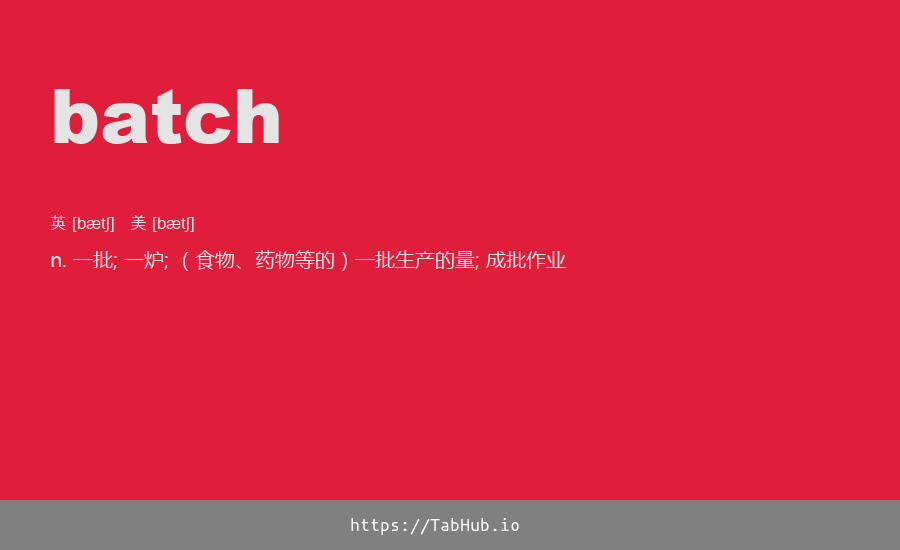 batch
英 [bætʃ] 美 [bætʃ]
n. 一批; 一炉; （食物、药物等的）一批生产的量; 成批作业
https://TabHub.io